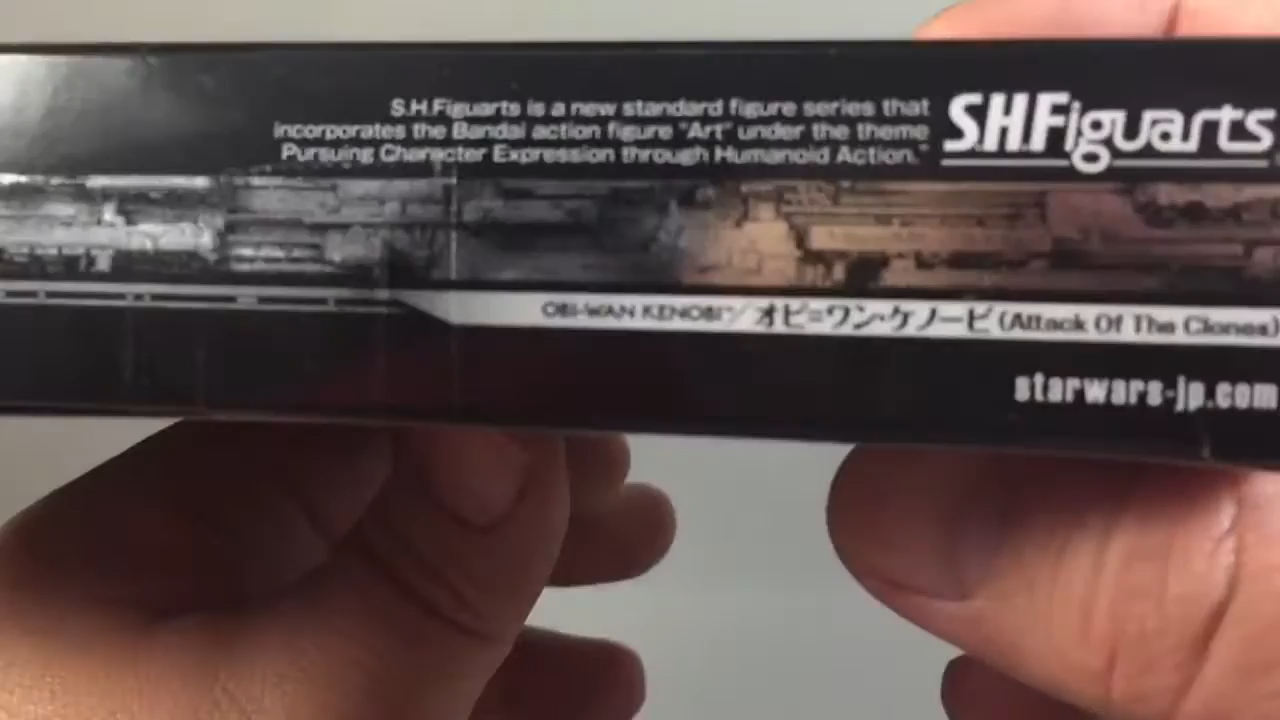 S.H.Figuarts is a new standard figure series that
incorporates the Bandai action figure "Art" under the theme
Pursuing Character Expression through Humanoid Action."
S.H.Figuarts
OBI-WAN KENOBI™/オビ=ワン・ケノービ (Attack Of The Clones)
starwars-jp.com